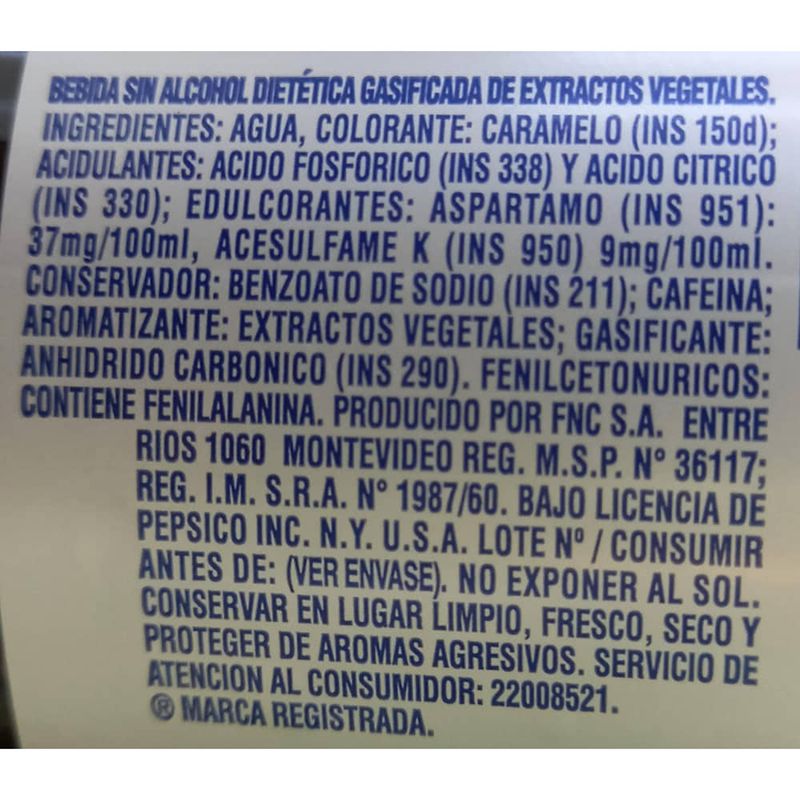 BEBIDA SIN ALCOHOL DIETÉTICA GASIFICADA DE EXTRACTOS VEGETALES.
INGREDIENTES: AGUA, COLORANTE: CARAMELO (INS 150d);
ACIDULANTES: ACIDO FOSFORICO (INS 338) Y ACIDO CITRICO
(INS 330); EDULCORANTES: ASPARTAMO (INS 951):
37mg/100ml, ACESULFAME K (INS 950) 9mg/100ml.
CONSERVADOR: BENZOATO DE SODIO (INS 211); CAFEINA;
AROMATIZANTE: EXTRACTOS VEGETALES; GASIFICANTE:
ANHIDRIDO CARBONICO (INS 290). FENILCETONURICOS:
CONTIENE FENILALANINA. PRODUCIDO POR FNC S.A. ENTRE
RIOS 1060 MONTEVIDEO REG. M.S.P. N° 36117;
REG. I.M. S.R.A. N° 1987/60. BAJO LICENCIA DE
PEPSICO INC. N.Y. U.S.A. LOTE Nº / CONSUMIR
ANTES DE: (VER ENVASE). NO EXPONER AL SOL.
CONSERVAR EN LUGAR LIMPIO, FRESCO, SECO Y
PROTEGER DE AROMAS AGRESIVOS. SERVICIO DE
ATENCION AL CONSUMIDOR: 22008521.
® MARCA REGISTRADA.